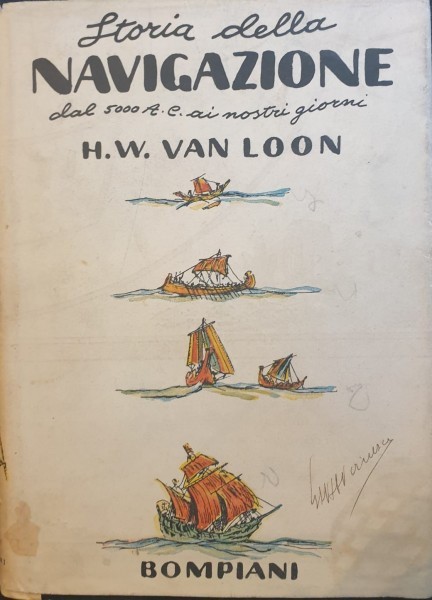 Storia della
NAVIGAZIONE
dal 5000 A.C. ai nostri giorni
H.W. VAN LOON
BOMPIANI